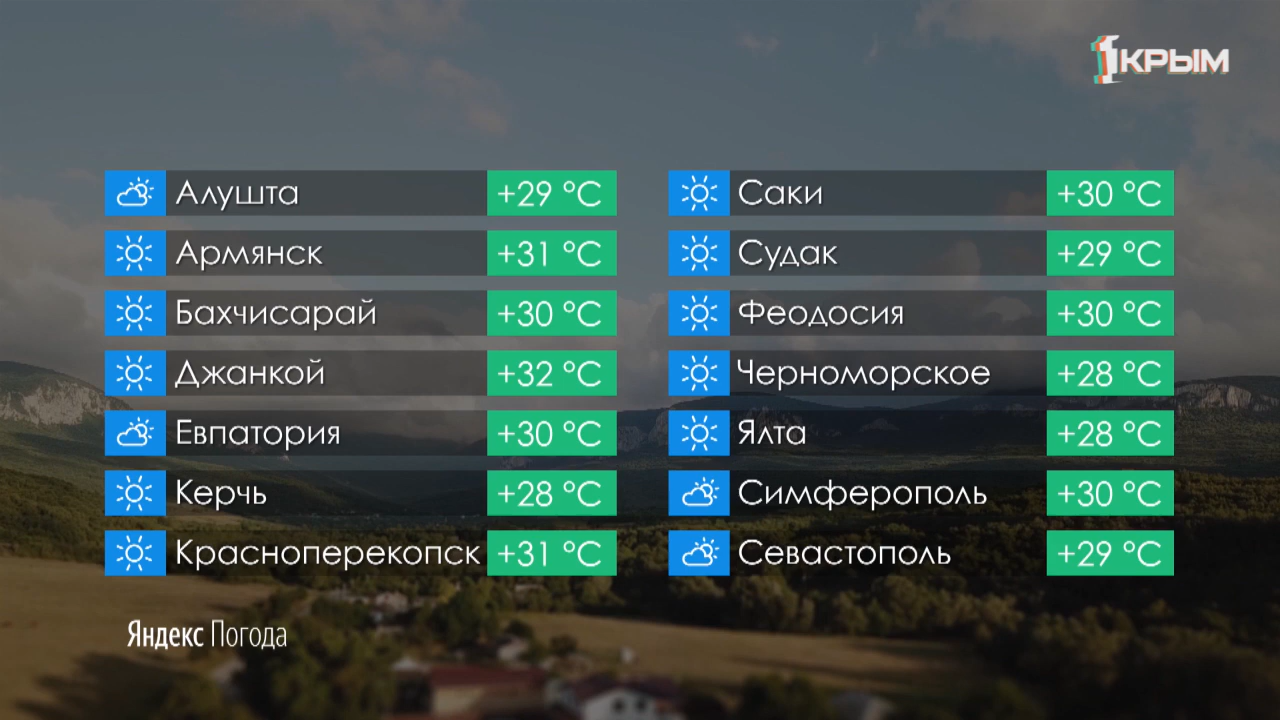 1КРЫМ
Алушта +29 °C
Армянск +31 °C
Бахчисарай +30 °C
Джанкой +32 °C
Евпатория +30 °C
Керчь +28 °C
Красноперекопск +31 °C
Саки +30 °C
Судак +29 °C
Феодосия +30 °C
Черноморское +28 °C
Ялта +28 °C
Симферополь +30 °C
Севастополь +29 °C
Яндекс Погода